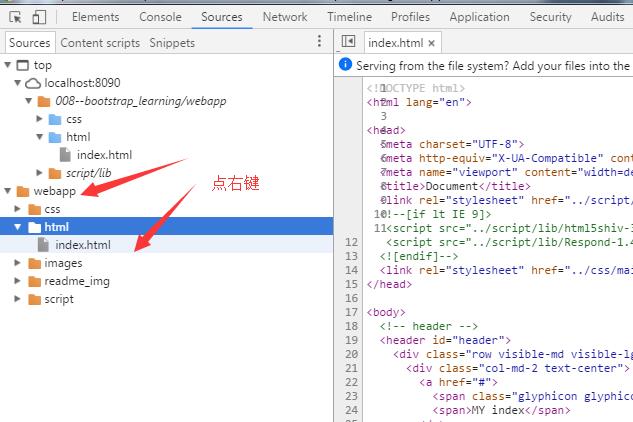 Elements Console Sources Network Timeline Profiles Application Security Audits
Sources Content scripts Snippets
index.html ×
top
localhost:8090
008--bootstrap_learning/webapp
css
html
index.html
script/lib
webapp
点右键
css
html
index.html
images
readme_img
script
Serving from the file system? Add your files into the
1 <!DOCTYPE html>
2 <html lang="en">
3
4 <head>
5 <meta charset="UTF-8">
6 <meta http-equiv="X-UA-Compatible" cont
7 <meta name="viewport" content="width=de
8 <title>Document</title>
9 <link rel="stylesheet" href="../script/
10 <!--[if lt IE 9]>
11 <script src="../script/lib/html5shiv-3
12 <script src="../script/lib/Respond-1.4
13 <![endif]-->
14 <link rel="stylesheet" href="../css/mai
15 </head>
16
17 <body>
18 <!-- header -->
19 <header id="header">
20 <div class="row visible-md visible-lg
21 <div class="col-md-2 text-center">
22 <a href="#">
23 <span class="glyphicon glyphico
24 <span>MY index</span>